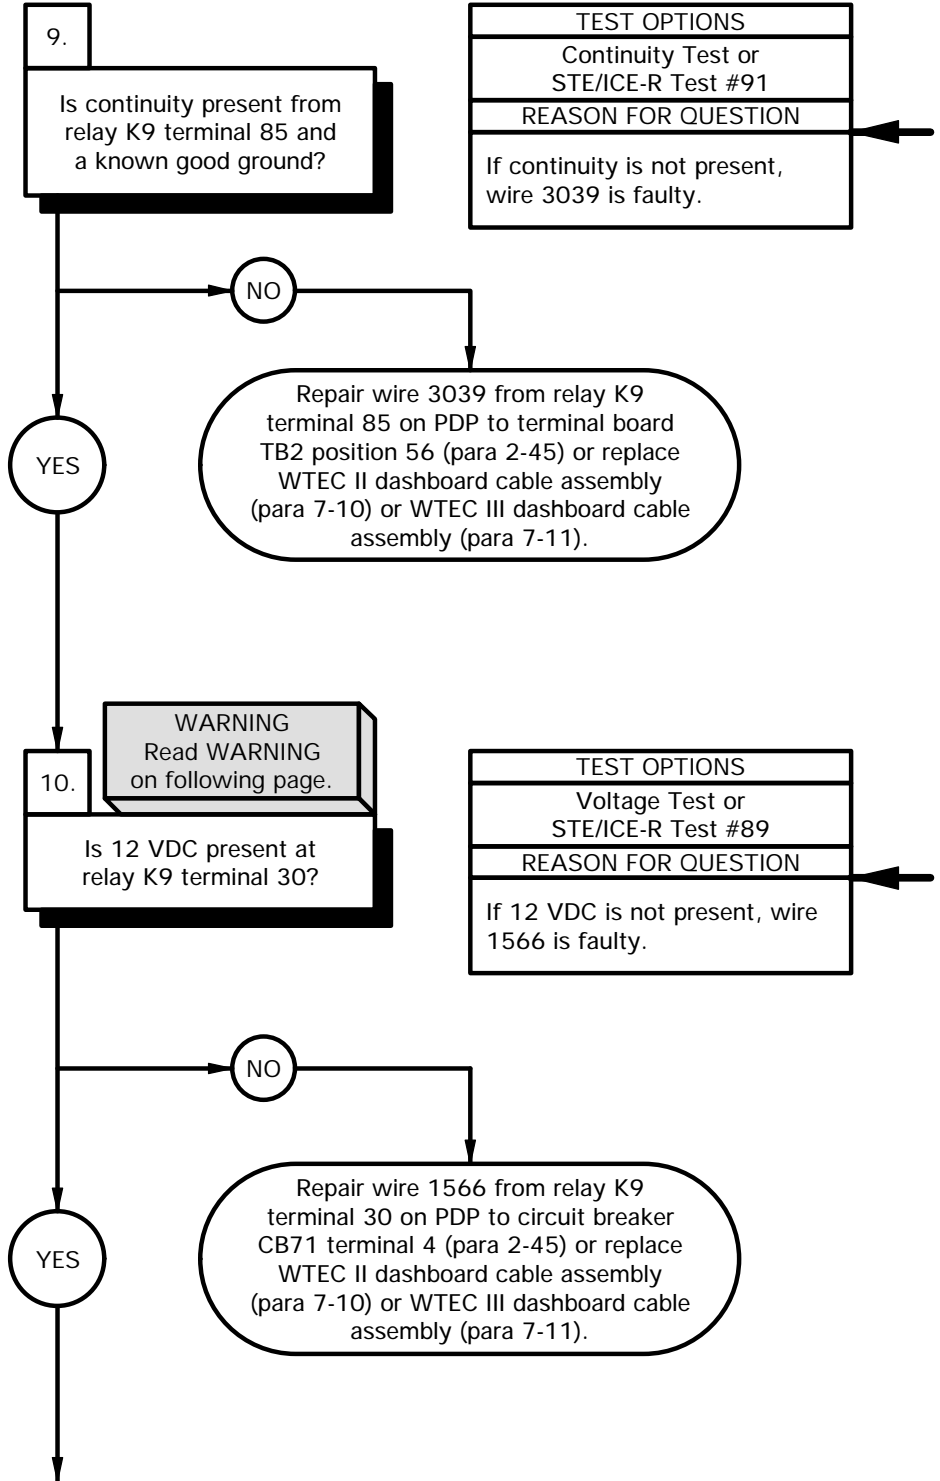 9.
Is continuity present from
relay K9 terminal 85 and
a known good ground?
TEST OPTIONS
Continuity Test or
STE/ICE-R Test #91
REASON FOR QUESTION
If continuity is not present,
wire 3039 is faulty.
NO
YES
Repair wire 3039 from relay K9
terminal 85 on PDP to terminal board
TB2 position 56 (para 2-45) or replace
WTEC II dashboard cable assembly
(para 7-10) or WTEC III dashboard cable
assembly (para 7-11).
WARNING
Read WARNING
on following page.
10.
Is 12 VDC present at
relay K9 terminal 30?
TEST OPTIONS
Voltage Test or
STE/ICE-R Test #89
REASON FOR QUESTION
If 12 VDC is not present, wire
1566 is faulty.
NO
YES
Repair wire 1566 from relay K9
terminal 30 on PDP to circuit breaker
CB71 terminal 4 (para 2-45) or replace
WTEC II dashboard cable assembly
(para 7-10) or WTEC III dashboard cable
assembly (para 7-11).